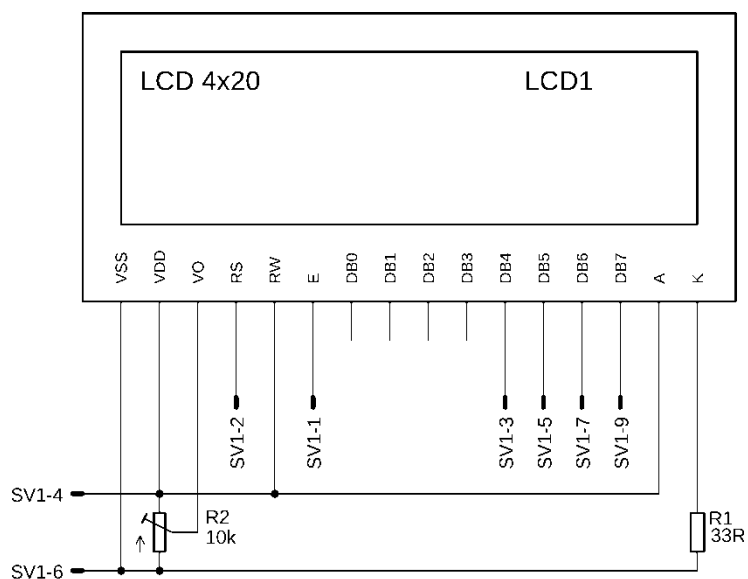 LCD 4x20
LCD1
VSS
VDD
VO
RS
RW
E
DB0
DB1
DB2
DB3
DB4
DB5
DB6
DB7
A
K
SV1-2
SV1-1
SV1-3
SV1-5
SV1-7
SV1-9
SV1-4
R2
10k
R1
33R
SV1-6